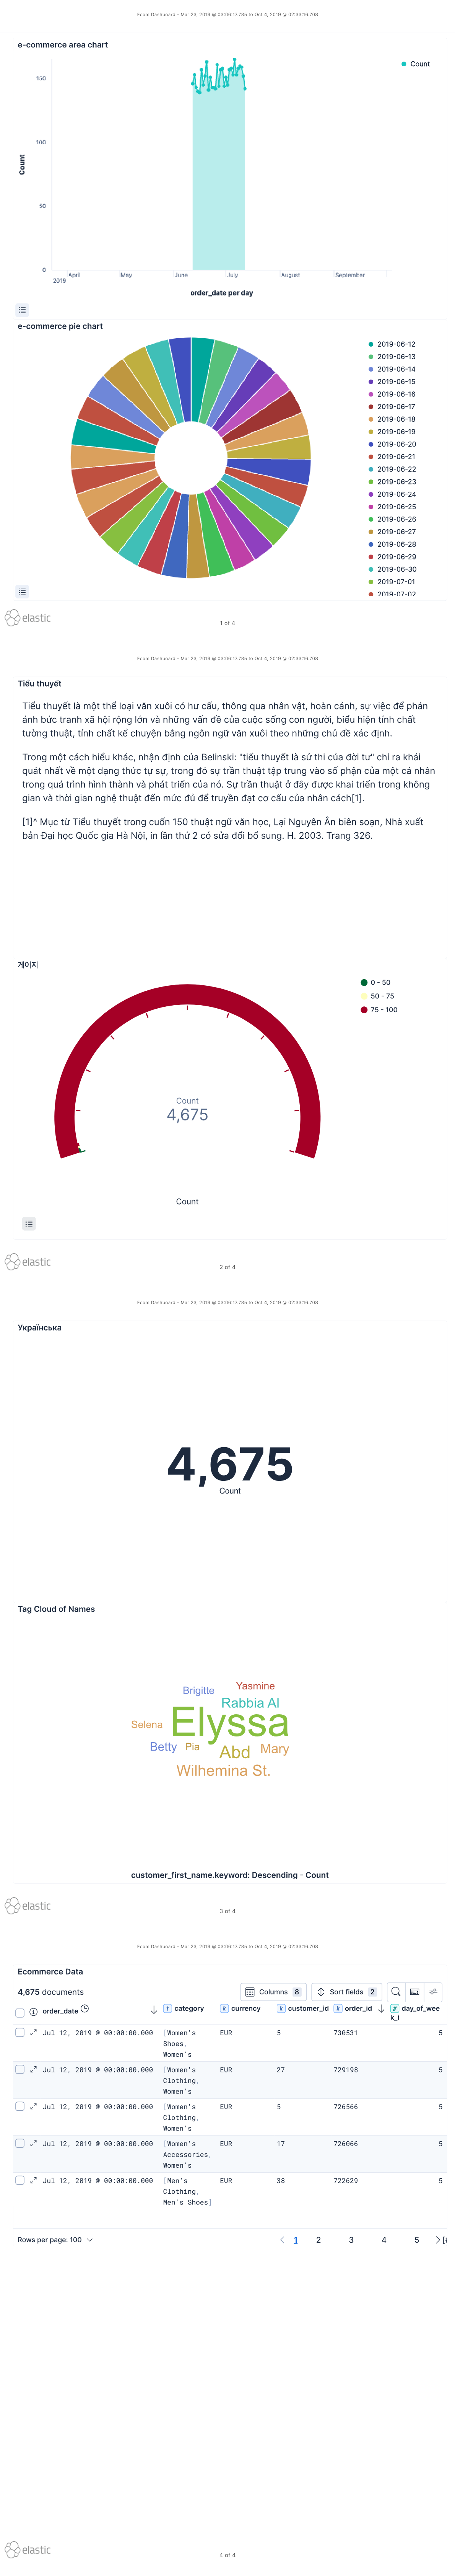 Ecom Dashboard - Mar 23, 2019 @ 03:06:17.785 to Oct 4, 2019 @ 02:33:16.708
e-commerce area chart
Count
150
100
50
0
Count
April
May
June
July
August
September
2019
order_date per day
e-commerce pie chart
2019-06-12
2019-06-13
2019-06-14
2019-06-15
2019-06-16
2019-06-17
2019-06-18
2019-06-19
2019-06-20
2019-06-21
2019-06-22
2019-06-23
2019-06-24
2019-06-25
2019-06-26
2019-06-27
2019-06-28
2019-06-29
2019-06-30
2019-07-01
2019-07-02
elastic
1 of 4
Ecom Dashboard - Mar 23, 2019 @ 03:06:17.785 to Oct 4, 2019 @ 02:33:16.708
Tiểu thuyết
Tiểu thuyết là một thể loại văn xuôi có hư cấu, thông qua nhân vật, hoàn cảnh, sự việc để phản
ánh bức tranh xã hội rộng lớn và những vấn đề của cuộc sống con người, biểu hiện tính chất
tường thuật, tính chất kể chuyện bằng ngôn ngữ văn xuôi theo những chủ đề xác định.
Trong một cách hiểu khác, nhận định của Belinski: "tiểu thuyết là sử thi của đời tư" chỉ ra khái
quát nhất về một dạng thức tự sự, trong đó sự trần thuật tập trung vào số phận của một cá nhân
trong quá trình hình thành và phát triển của nó. Sự trần thuật ở đây được khai triển trong không
gian và thời gian nghệ thuật đến mức đủ để truyền đạt cơ cấu của nhân cách[1].
[1]^ Mục từ Tiểu thuyết trong cuốn 150 thuật ngữ văn học, Lại Nguyên Ân biên soạn, Nhà xuất
bản Đại học Quốc gia Hà Nội, in lần thứ 2 có sửa đổi bổ sung. H. 2003. Trang 326.
게이지
0 - 50
50 - 75
75 - 100
Count
4,675
Count
elastic
2 of 4
Ecom Dashboard - Mar 23, 2019 @ 03:06:17.785 to Oct 4, 2019 @ 02:33:16.708
Українська
4,675
Count
Tag Cloud of Names
Yasmine
Brigitte
Rabbia Al
Elyssa
Selena
Betty Pia Abd Mary
Wilhemina St.
customer_first_name.keyword: Descending - Count
elastic
3 of 4
Ecom Dashboard - Mar 23, 2019 @ 03:06:17.785 to Oct 4, 2019 @ 02:33:16.708
Ecommerce Data
4,675 documents
Columns 8
Sort fields 2
order_date
category
currency
customer_id
order_id
day_of_wee
k_i
Jul 12, 2019 @ 00:00:00.000 [Women's EUR 5 730531 5
Shoes,
Women's
Jul 12, 2019 @ 00:00:00.000 [Women's EUR 27 729198 5
Clothing,
Women's
Jul 12, 2019 @ 00:00:00.000 [Women's EUR 5 726566 5
Clothing,
Women's
Jul 12, 2019 @ 00:00:00.000 [Women's EUR 17 726066 5
Accessories,
Women's
Jul 12, 2019 @ 00:00:00.000 [Men's EUR 38 722629 5
Clothing,
Men's Shoes]
Rows per page: 100
1 2 3 4 5
elastic
4 of 4